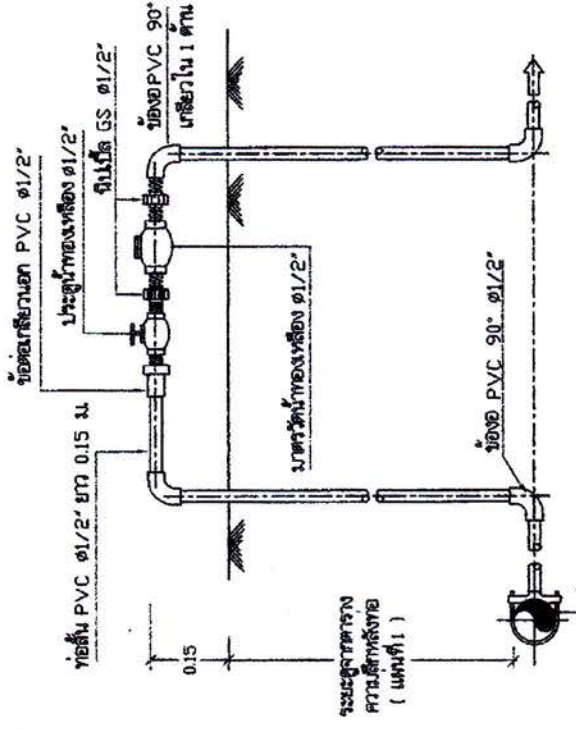 ท่อสั้น PVC ø1/2" ยาว 0.15 ม
ข้อต่อเกลียวนอก PVC ø1/2"
ประตูน้ำทองเหลือง ø1/2"
นิปเปิ้ล GS ø1/2"
ข้องอ PVC 90°
เกลียวใน 1 ด้าน
0.15
มาตรวัดน้ำทองเหลือง ø1/2"
ระยะดูจากตาราง
ความลึกหลังท่อ
( แผ่นที่ 1 )
ข้องอ PVC 90° ø1/2"